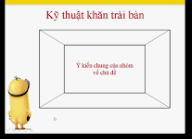 Kỹ thuật khăn trải bàn
Ý kiến chung của nhóm
về chủ đề